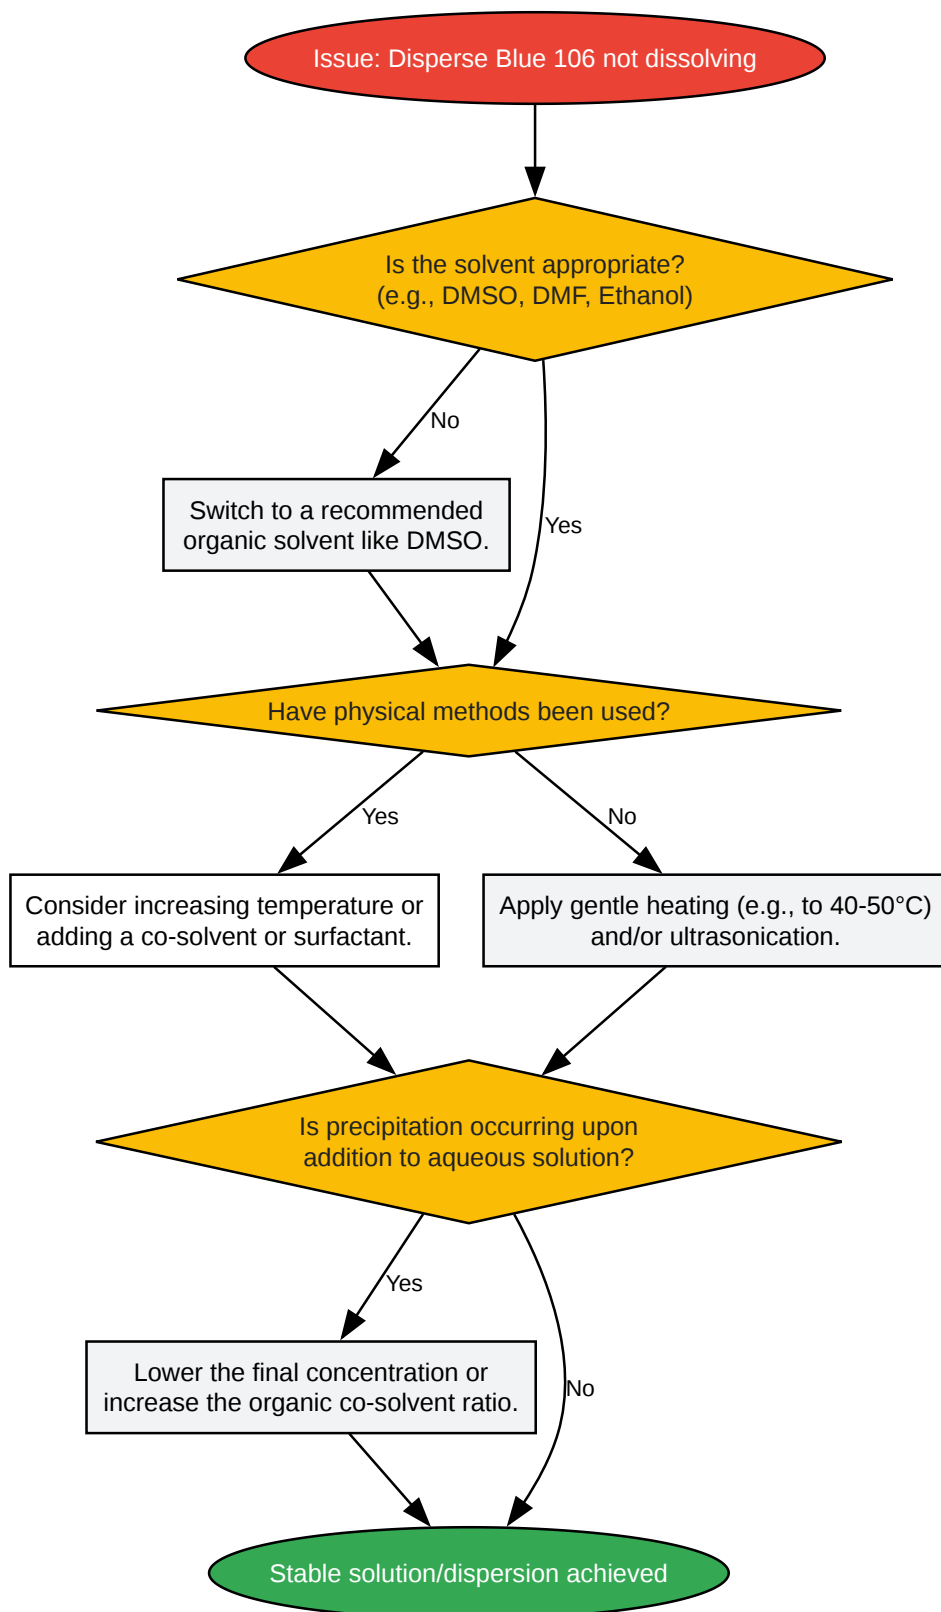 Issue: Disperse Blue 106 not dissolving
Is the solvent appropriate?
(e.g., DMSO, DMF, Ethanol)
No
Switch to a recommended
organic solvent like DMSO.
Yes
Have physical methods been used?
Yes
No
Consider increasing temperature or
adding a co-solvent or surfactant.
Apply gentle heating (e.g., to 40-50°C)
and/or ultrasonication.
Is precipitation occurring upon
addition to aqueous solution?
Yes
Lower the final concentration or
increase the organic co-solvent ratio.
No
Stable solution/dispersion achieved